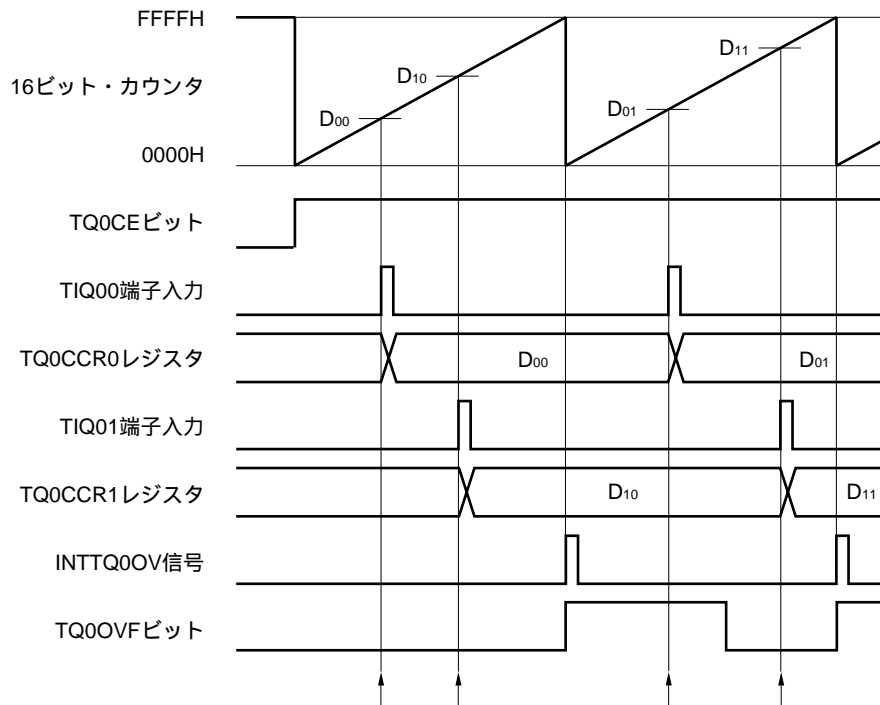 FFFFH
D11
D10
16ビット・カウンタ
D01
D00
0000H
TQ0CEビット
TIQ00端子入力
TQ0CCR0レジスタ
D00
D01
TIQ01端子入力
TQ0CCR1レジスタ
D10
D11
INTTQ0OV信号
TQ0OVFビット